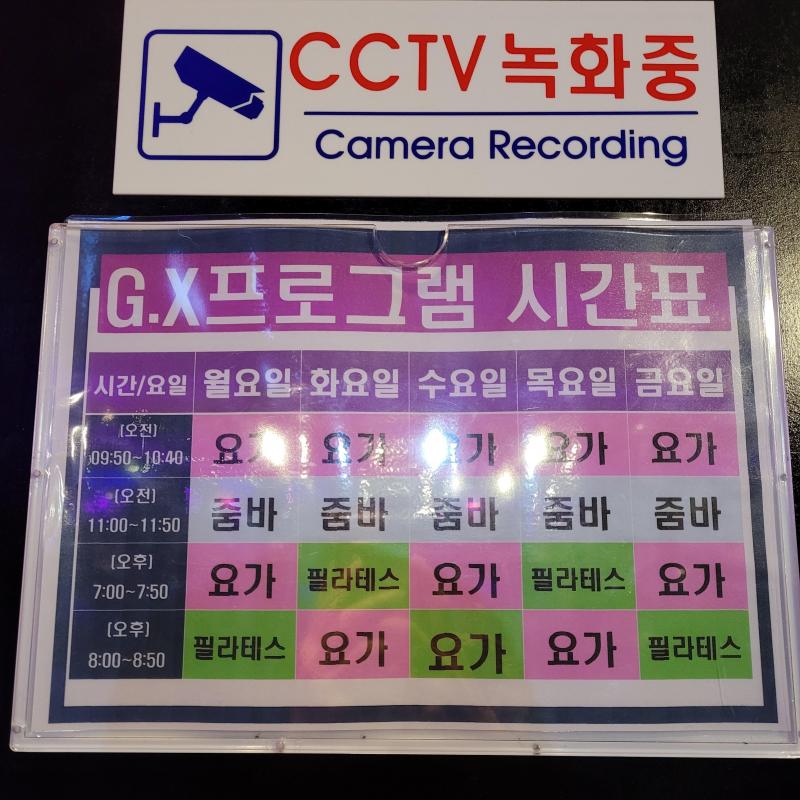 CCTV 녹화중
Camera Recording
G.X프로그램 시간표
시간/요일 월요일 화요일 수요일 목요일 금요일
(오전) 09:50~10:40 요가 요가 요가 요가 요가
(오전) 11:00~11:50 줌바 줌바 줌바 줌바 줌바
(오후) 7:00~7:50 요가 필라테스 요가 필라테스 요가
(오후) 8:00~8:50 필라테스 요가 요가 요가 필라테스